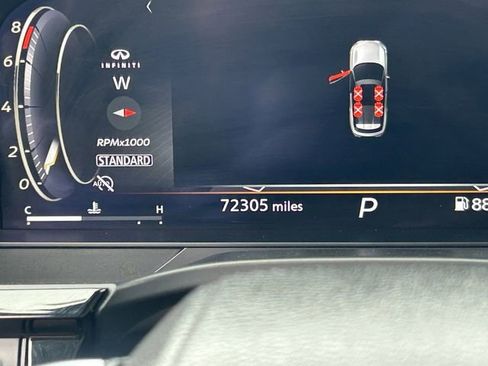 8
6
4
2
0
INFINITI
W
RPMx1000
STANDARD
AUTO
C
H
72305 miles
P
88